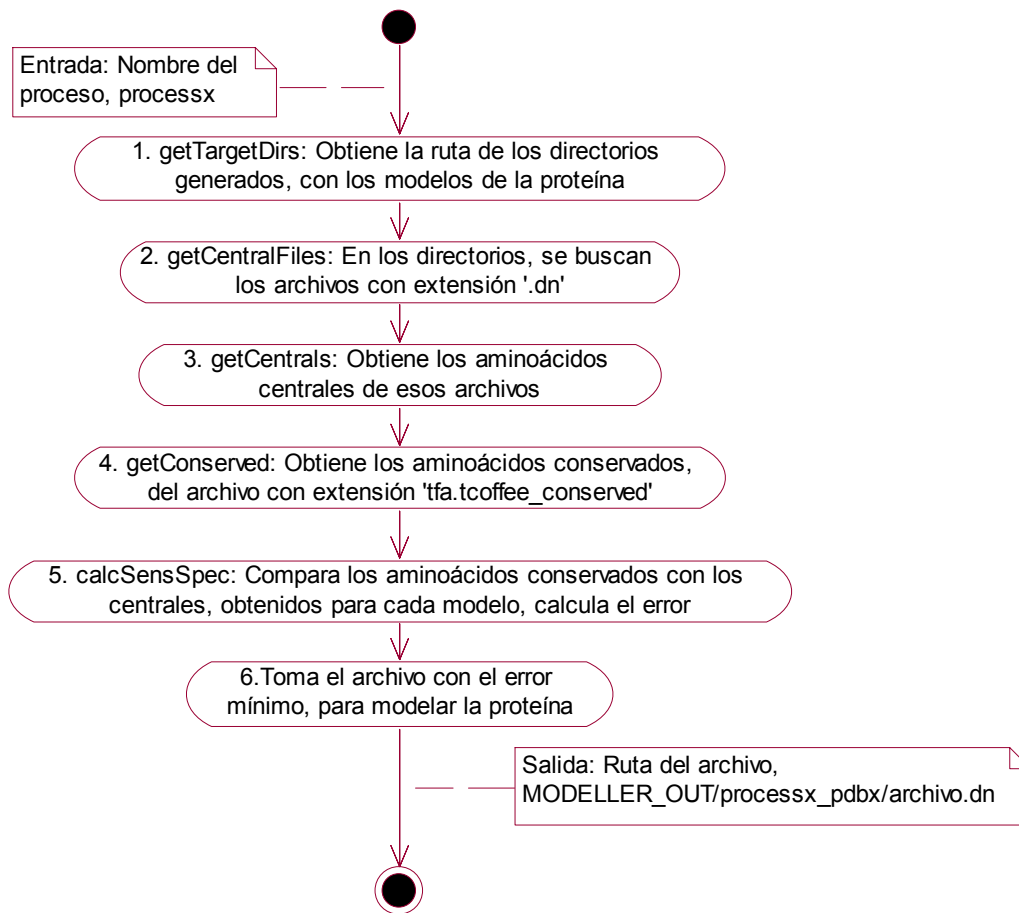 Entrada: Nombre del
proceso, processx
1. getTargetDirs: Obtiene la ruta de los directorios
generados, con los modelos de la proteína
2. getCentralFiles: En los directorios, se buscan
los archivos con extensión '.dn'
3. getCentrals: Obtiene los aminoácidos
centrales de esos archivos
4. getConserved: Obtiene los aminoácidos conservados,
del archivo con extensión 'tfa.tcoffee_conserved'
5. calcSensSpec: Compara los aminoácidos conservados con los
centrales, obtenidos para cada modelo, calcula el error
6.Toma el archivo con el error
mínimo, para modelar la proteína
Salida: Ruta del archivo,
MODELLER_OUT/processx_pdbx/archivo.dn